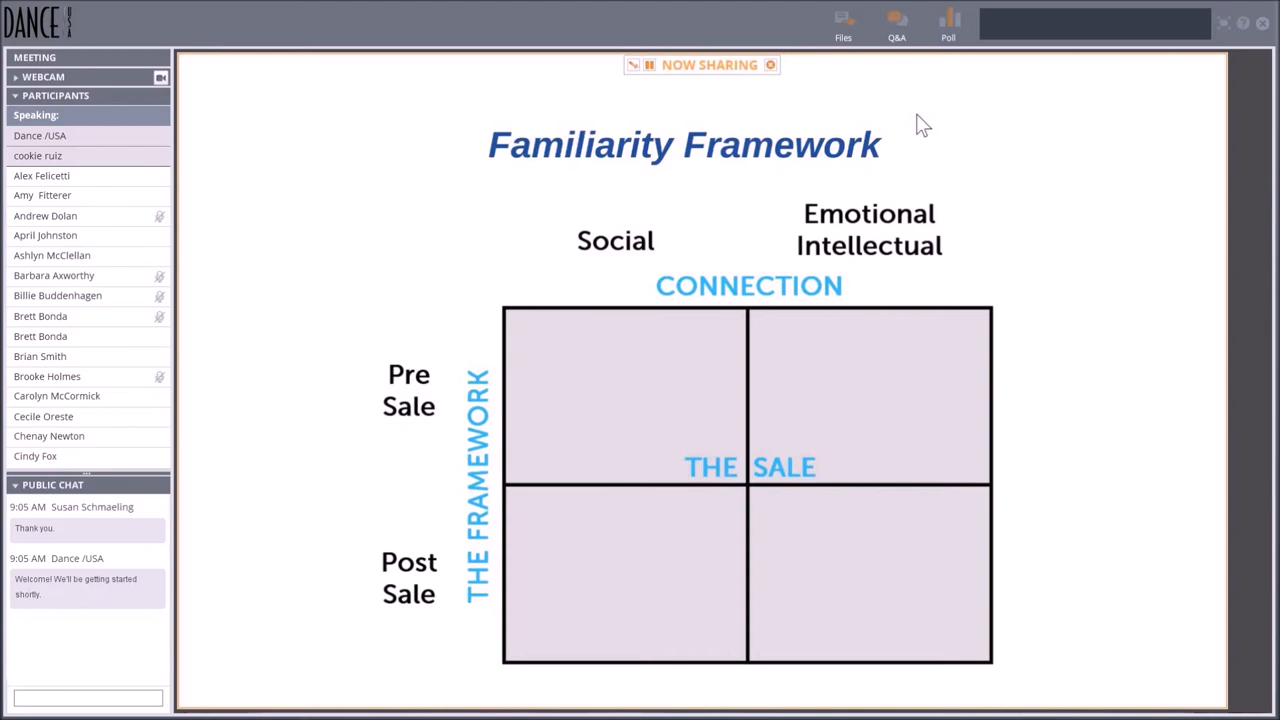 DANCE USA
Files
Q&A
Poll
MEETING
WEBCAM
PARTICIPANTS
Speaking:
Dance /USA
cookie ruiz
Alex Felicetti
Amy Fitterer
Andrew Dolan
April Johnston
Ashlyn McClellan
Barbara Axworthy
Billie Buddenhagen
Brett Bonda
Brett Bonda
Brian Smith
Brooke Holmes
Carolyn McCormick
Cecile Oreste
Chenay Newton
Cindy Fox
PUBLIC CHAT
9:05 AM Susan Schmaeling
Thank you.
9:05 AM Dance /USA
Welcome! We'll be getting started
shortly.
NOW SHARING
Familiarity Framework
Social
Emotional
Intellectual
CONNECTION
Pre
Sale
THE FRAMEWORK
THE SALE
Post
Sale